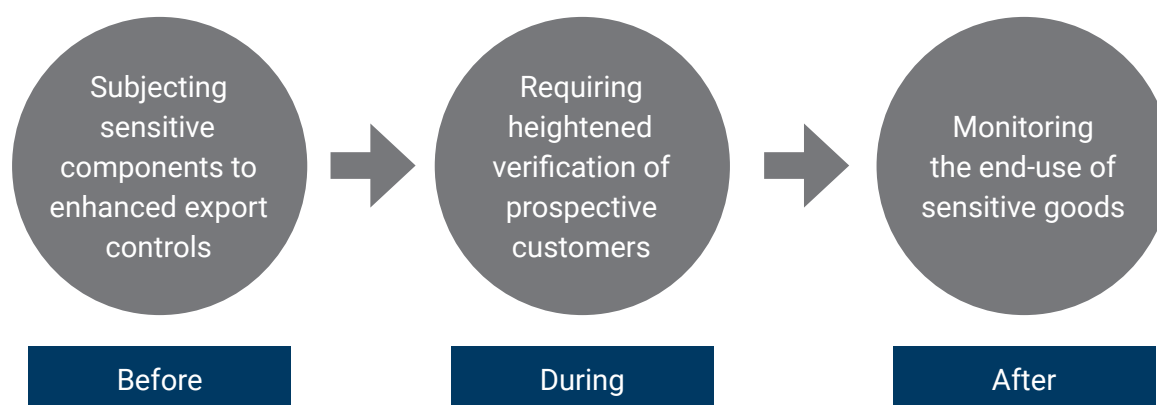 Subjecting
sensitive
components to
enhanced export
controls
Requiring
heightened
verification of
prospective
customers
Monitoring
the end-use of
sensitive goods
Before
During
After